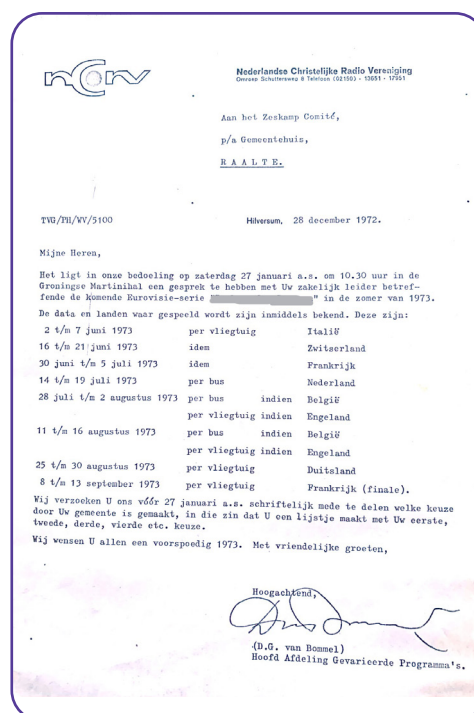 ncrv
Nederlandse Christelijke Radio Vereniging
Omroep Schuttersweg 8 Telefoon (02150) - 13051 - 17951
Aan het Zeskamp Comité,
p/a Gemeentehuis,
RAALTE.
TVG/PH/WV/5100
Hilversum, 28 december 1972.
Mijne Heren,
Het ligt in onze bedoeling op zaterdag 27 januari a.s. om 10.30 uur in de
Groningse Martinihal een gesprek te hebben met Uw zakelijk leider betref-
fende de komende Eurovisie-serie " " in de zomer van 1973.
De data en landen waar gespeeld wordt zijn inmiddels bekend. Deze zijn:
2 t/m 7 juni 1973 per vliegtuig Italië
16 t/m 21 juni 1973 idem Zwitserland
30 juni t/m 5 juli 1973 idem Frankrijk
14 t/m 19 juli 1973 per bus Nederland
28 juli t/m 2 augustus 1973 per bus indien België
per vliegtuig indien Engeland
11 t/m 16 augustus 1973 per bus indien België
per vliegtuig indien Engeland
25 t/m 30 augustus 1973 per vliegtuig Duitsland
8 t/m 13 september 1973 per vliegtuig Frankrijk (finale).
Wij verzoeken U ons vóór 27 januari a.s. schriftelijk mede te delen welke keuze
door Uw gemeente is gemaakt, in die zin dat U een lijstje maakt met Uw eerste,
tweede, derde, vierde etc. keuze.
Wij wensen U allen een voorspoedig 1973. Met vriendelijke groeten,
Hoogachtend,
(D.G. van Bommel)
Hoofd Afdeling Gevarieerde Programma's.